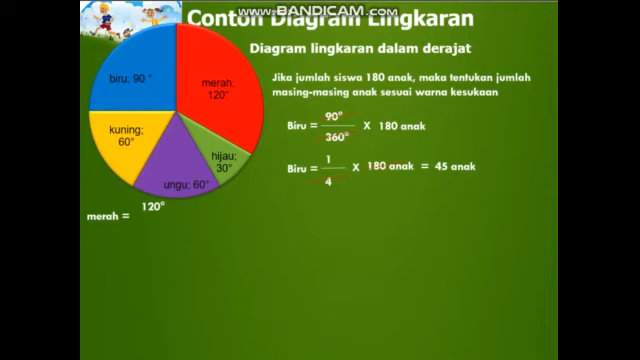 www.BANDICAM.com
Conton Diagram Lingkaran
Diagram lingkaran dalam derajat
biru; 90 °
merah;
120°
kuning;
60°
hijau;
30°
ungu; 60°
Jika jumlah siswa 180 anak, maka tentukan jumlah
masing-masing anak sesuai warna kesukaan
Biru = 90° / 360° X 180 anak
Biru = 1 / 4 X 180 anak = 45 anak
merah = 120°